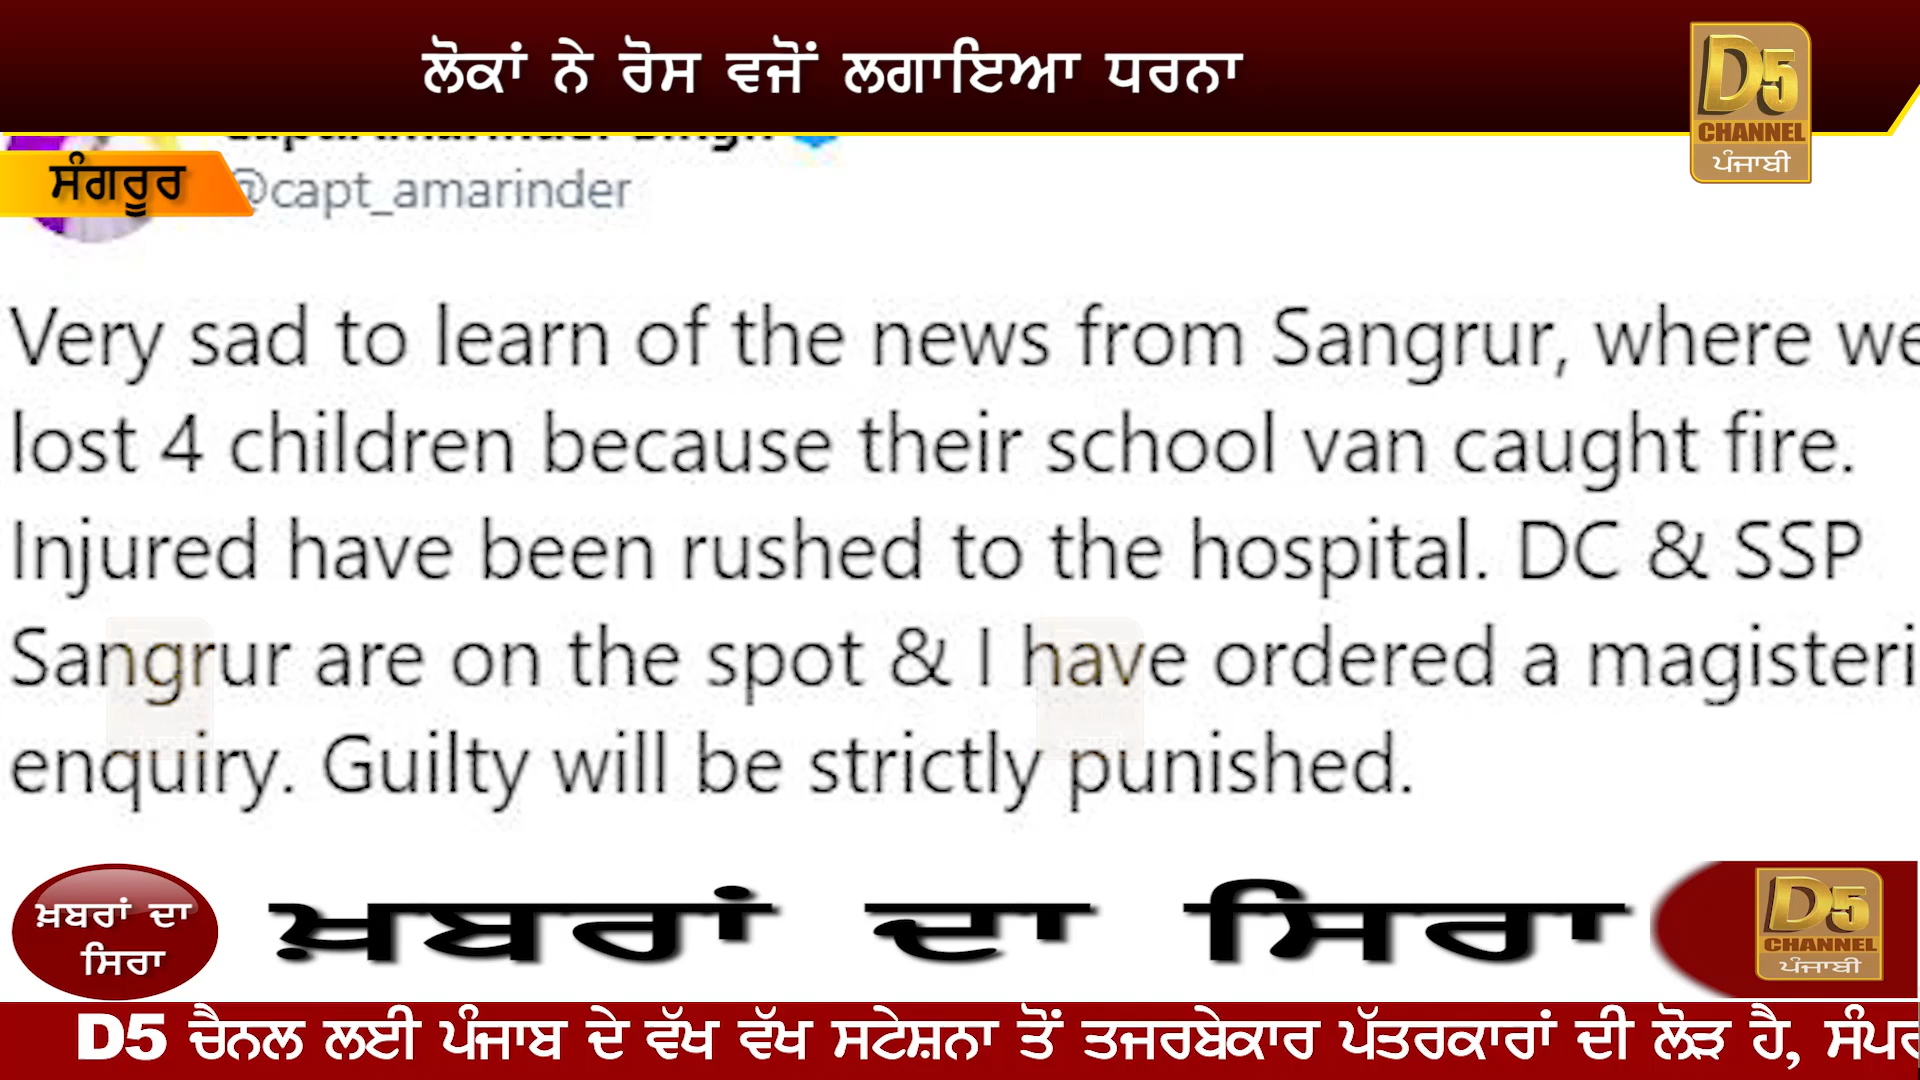 ਲੋਕਾਂ ਨੇ ਰੋਸ ਵਜੋਂ ਲਗਾਇਆ ਧਰਨਾ
D5
CHANNEL
ਪੰਜਾਬੀ
ਸੰਗਰੂਰ
@capt_amarinder
Very sad to learn of the news from Sangrur, where we
lost 4 children because their school van caught fire.
Injured have been rushed to the hospital. DC & SSP
Sangrur are on the spot & I have ordered a magisteri
enquiry. Guilty will be strictly punished.
ਖ਼ਬਰਾਂ ਦਾ
ਸਿਰਾ
ਖ਼ਬਰਾਂ ਦਾ ਸਿਰਾ
D5
CHANNEL
ਪੰਜਾਬੀ
D5 ਚੈਨਲ ਲਈ ਪੰਜਾਬ ਦੇ ਵੱਖ ਵੱਖ ਸਟੇਸ਼ਨਾ ਤੋਂ ਤਜਰਬੇਕਾਰ ਪੱਤਰਕਾਰਾਂ ਦੀ ਲੋੜ ਹੈ, ਸੰਪਰ